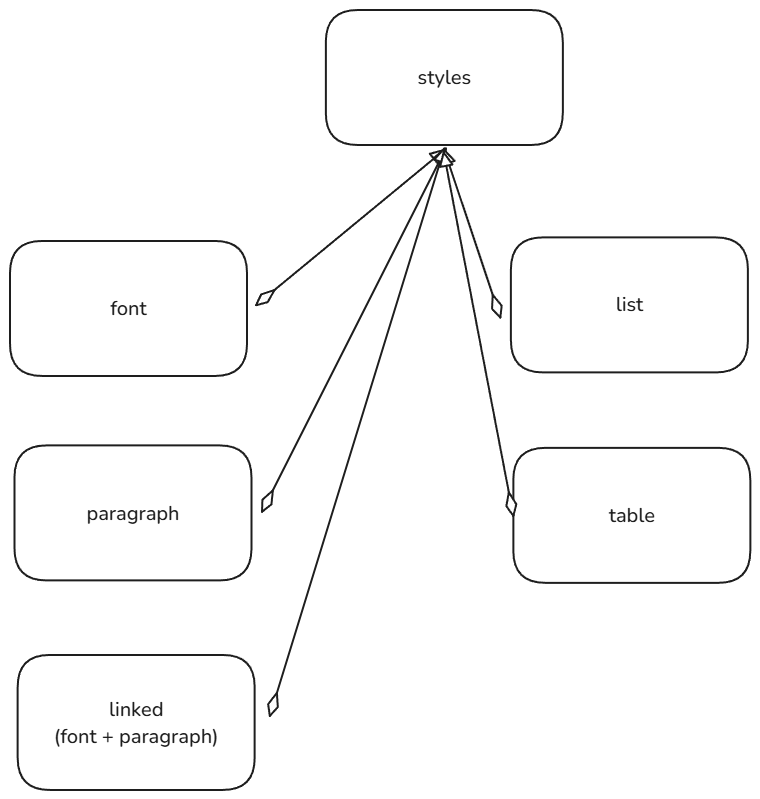 styles
font
list
paragraph
table
linked
(font + paragraph)